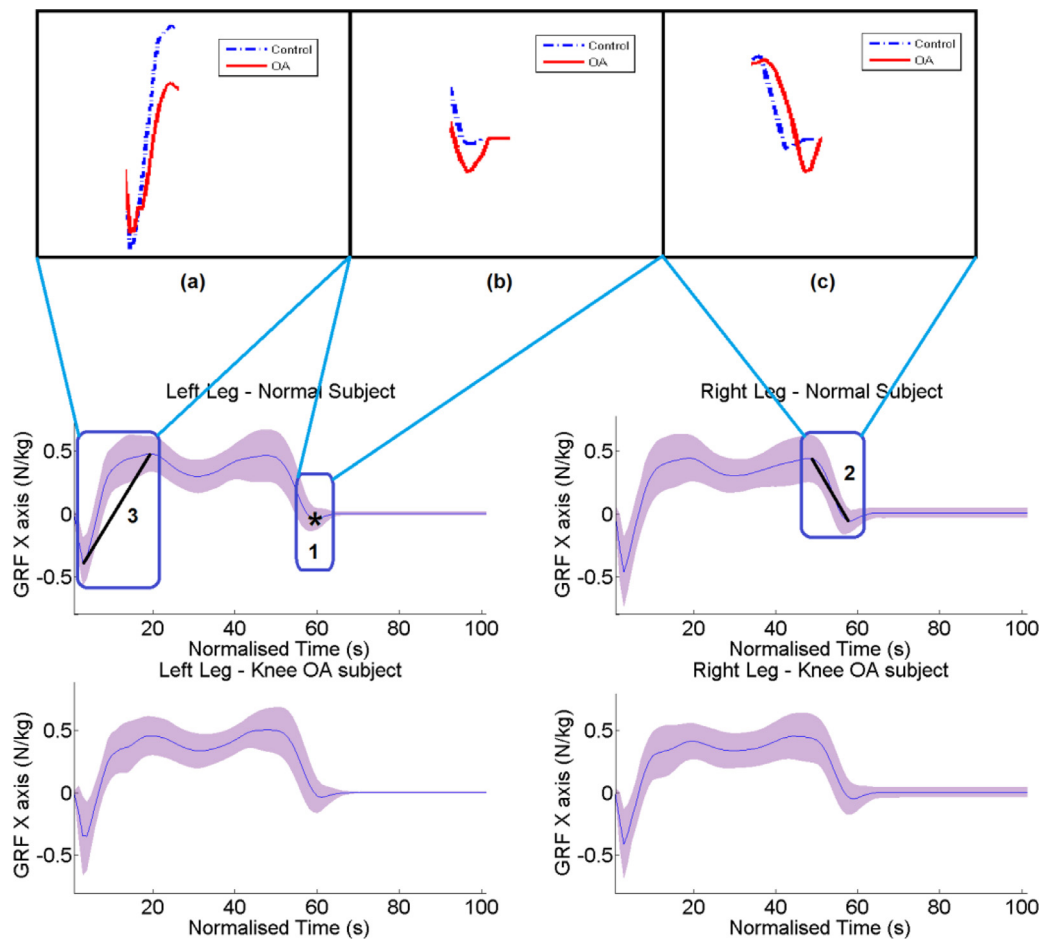 Control
OA
Control
OA
Control
OA
(a)
(b)
(c)
Left Leg - Normal Subject
GRF X axis (N/kg)
0.5
0
-0.5
3
*
1
20
40
60
80
100
Normalised Time (s)
Right Leg - Normal Subject
GRF X axis (N/kg)
0.5
0
-0.5
2
20
40
60
80
100
Normalised Time (s)
Left Leg - Knee OA subject
GRF X axis (N/kg)
0.5
0
-0.5
20
40
60
80
100
Normalised Time (s)
Right Leg - Knee OA subject
GRF X axis (N/kg)
0.5
0
-0.5
20
40
60
80
100
Normalised Time (s)